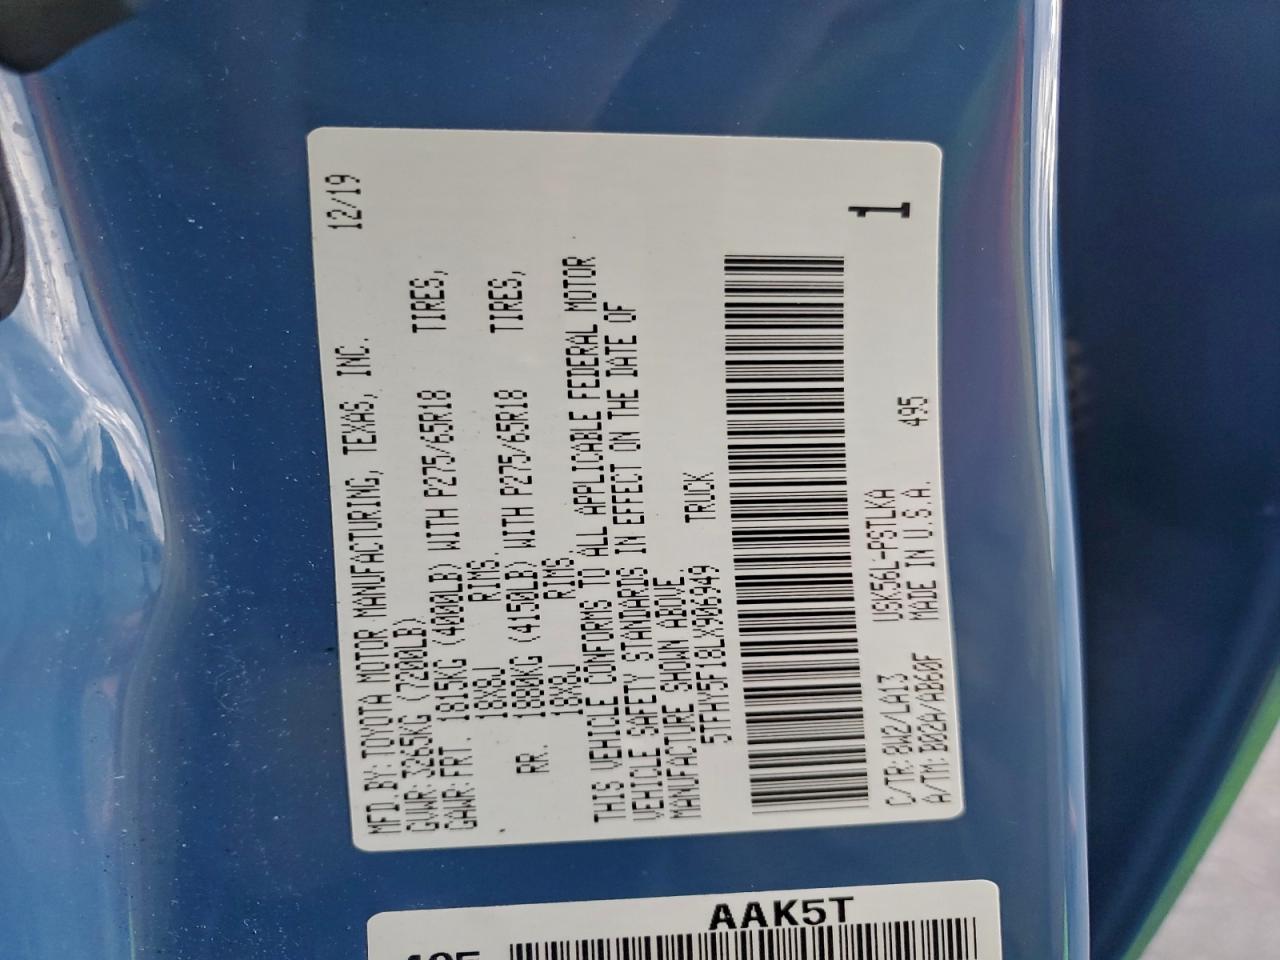 MFD.BY:TOYOTA MOTOR MANUFACTURING, TEXAS, INC. 12/19
GVWR:3265KG (7200LB)
GAWR:FRT. 1815KG (4000LB) WITH P275/65R18 TIRES,
18X8J RIMS.
RR. 1880KG (4150LB) WITH P275/65R18 TIRES,
18X8J RIMS.
THIS VEHICLE CONFORMS TO ALL APPLICABLE FEDERAL MOTOR
VEHICLE SAFETY STANDARDS IN EFFECT ON THE DATE OF
MANUFACTURE SHOWN ABOVE.
5TFHY5F18LX906949 TRUCK
1
C/TR:8W2/LA13 USK56L-PSTLKA
A/TM:BR2A/AB60F MADE IN U.S.A. 495
AAK5T